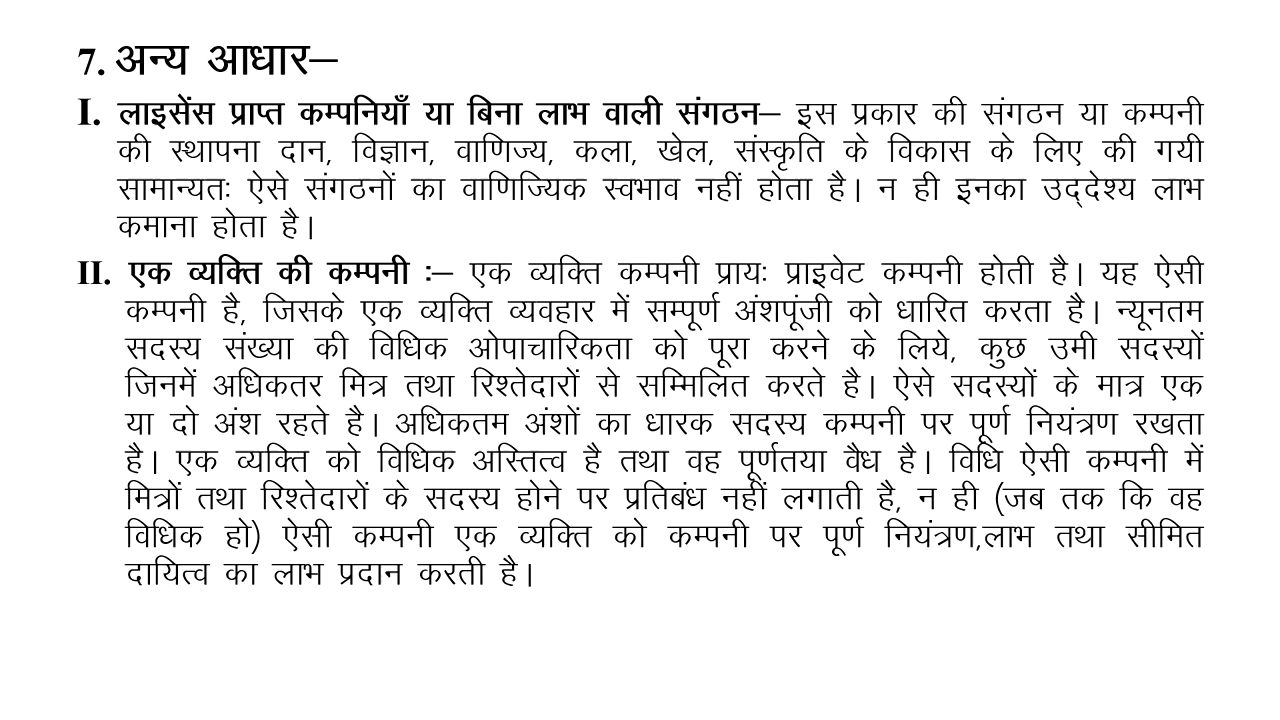 7. अन्य आधार–
I. लाइसेंस प्राप्त कम्पनियाँ या बिना लाभ वाली संगठन– इस प्रकार की संगठन या कम्पनी
की स्थापना दान, विज्ञान, वाणिज्य, कला, खेल, संस्कृति के विकास के लिए की गयी
सामान्यतः ऐसे संगठनों का वाणिज्यिक स्वभाव नहीं होता है। न ही इनका उद्देश्य लाभ
कमाना होता है।
II. एक व्यक्ति की कम्पनी :– एक व्यक्ति कम्पनी प्रायः प्राइवेट कम्पनी होती है। यह ऐसी
कम्पनी है, जिसके एक व्यक्ति व्यवहार में सम्पूर्ण अंशपूंजी को धारित करता है। न्यूनतम
सदस्य संख्या की विधिक ओपाचारिकता को पूरा करने के लिये, कुछ उमी सदस्यों
जिनमें अधिकतर मित्र तथा रिश्तेदारों से सम्मिलित करते है। ऐसे सदस्यों के मात्र एक
या दो अंश रहते है। अधिकतम अंशों का धारक सदस्य कम्पनी पर पूर्ण नियंत्रण रखता
है। एक व्यक्ति को विधिक अस्तित्व है तथा वह पूर्णतया वैध है। विधि ऐसी कम्पनी में
मित्रों तथा रिश्तेदारों के सदस्य होने पर प्रतिबंध नहीं लगाती है, न ही (जब तक कि वह
विधिक हो) ऐसी कम्पनी एक व्यक्ति को कम्पनी पर पूर्ण नियंत्रण,लाभ तथा सीमित
दायित्व का लाभ प्रदान करती है।